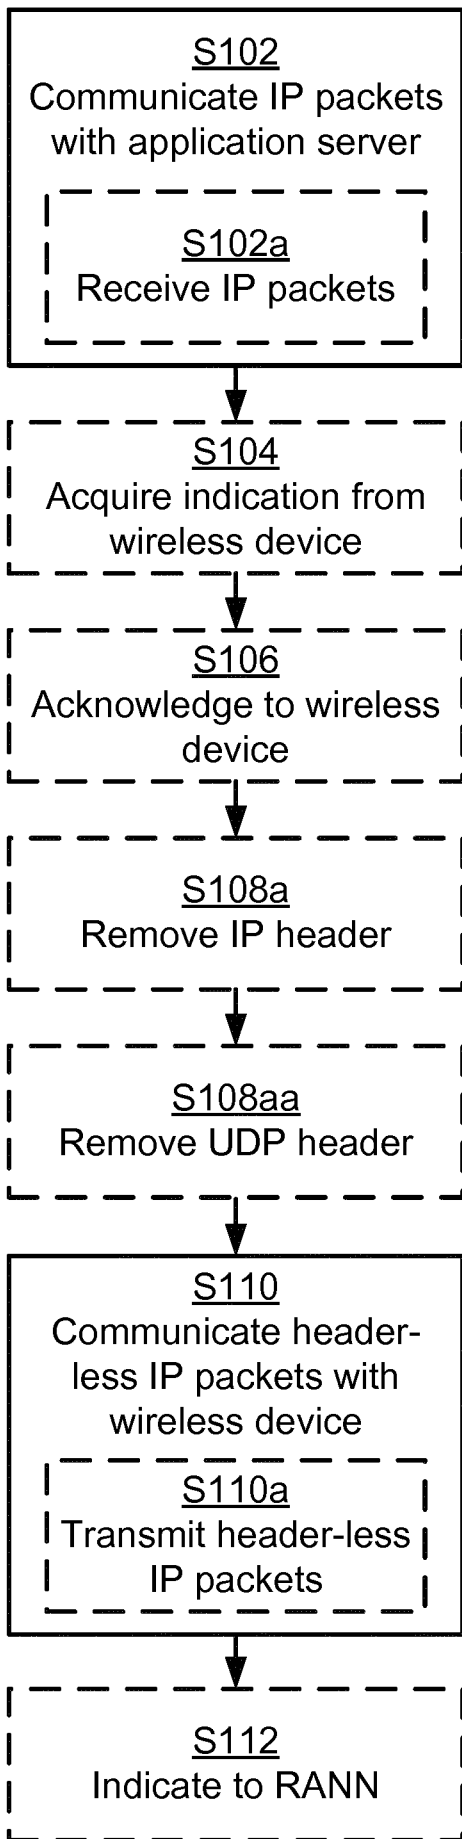 S102
Communicate IP packets
with application server
S102a
Receive IP packets
S104
Acquire indication from
wireless device
S106
Acknowledge to wireless
device
S108a
Remove IP header
S108aa
Remove UDP header
S110
Communicate header-
less IP packets with
wireless device
S110a
Transmit header-less
IP packets
S112
Indicate to RANN